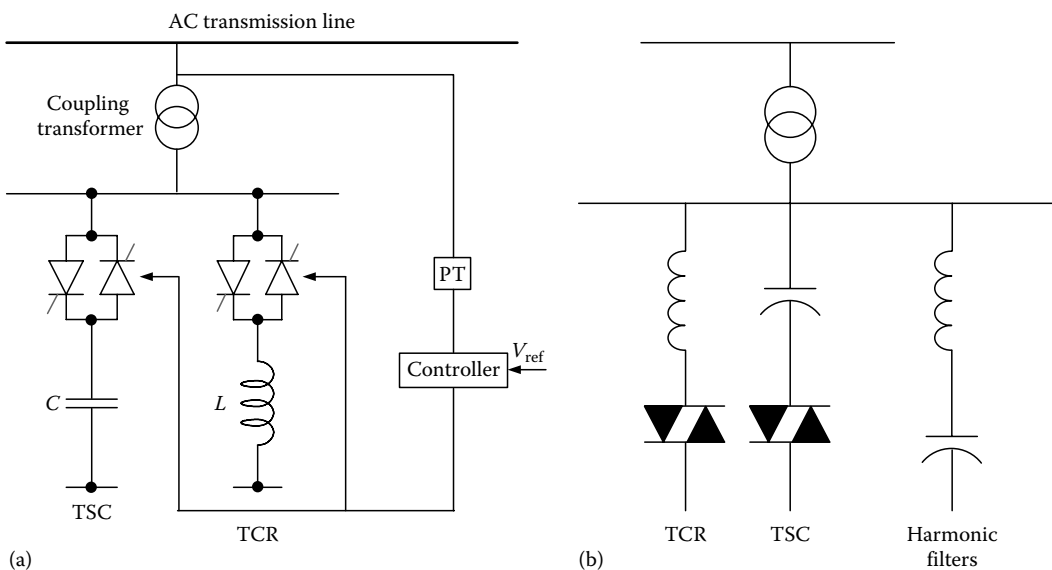 AC transmission line
Coupling
transformer
PT
V_ref
Controller
C
L
TSC
TCR
(a)
TCR
TSC
Harmonic
filters
(b)